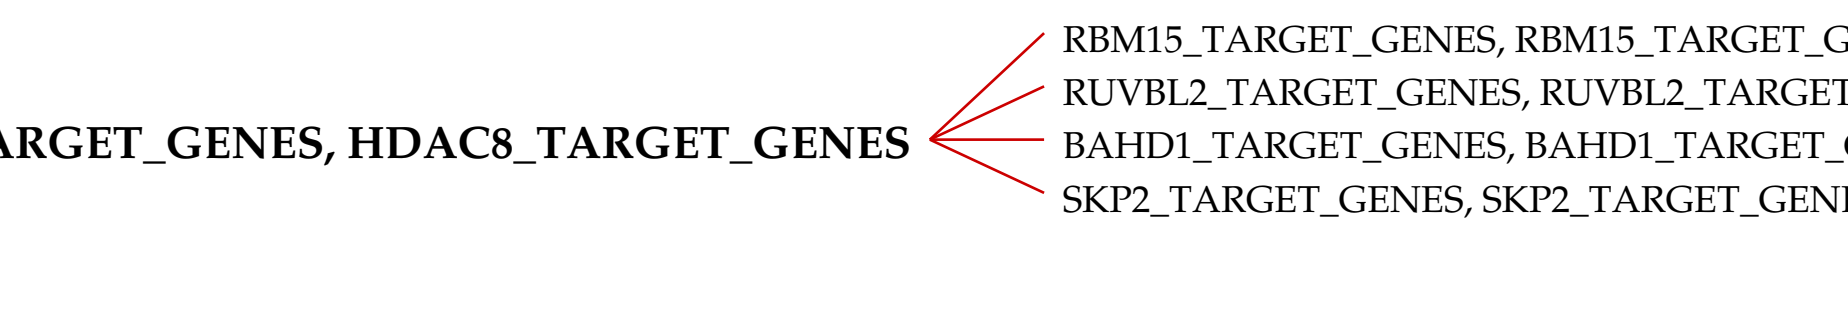 RBM15_TARGET_GENES, RBM15_TARGET_G
RUVBL2_TARGET_GENES, RUVBL2_TARGET
ARGET_GENES, HDAC8_TARGET_GENES
BAHD1_TARGET_GENES, BAHD1_TARGET_
SKP2_TARGET_GENES, SKP2_TARGET_GEN